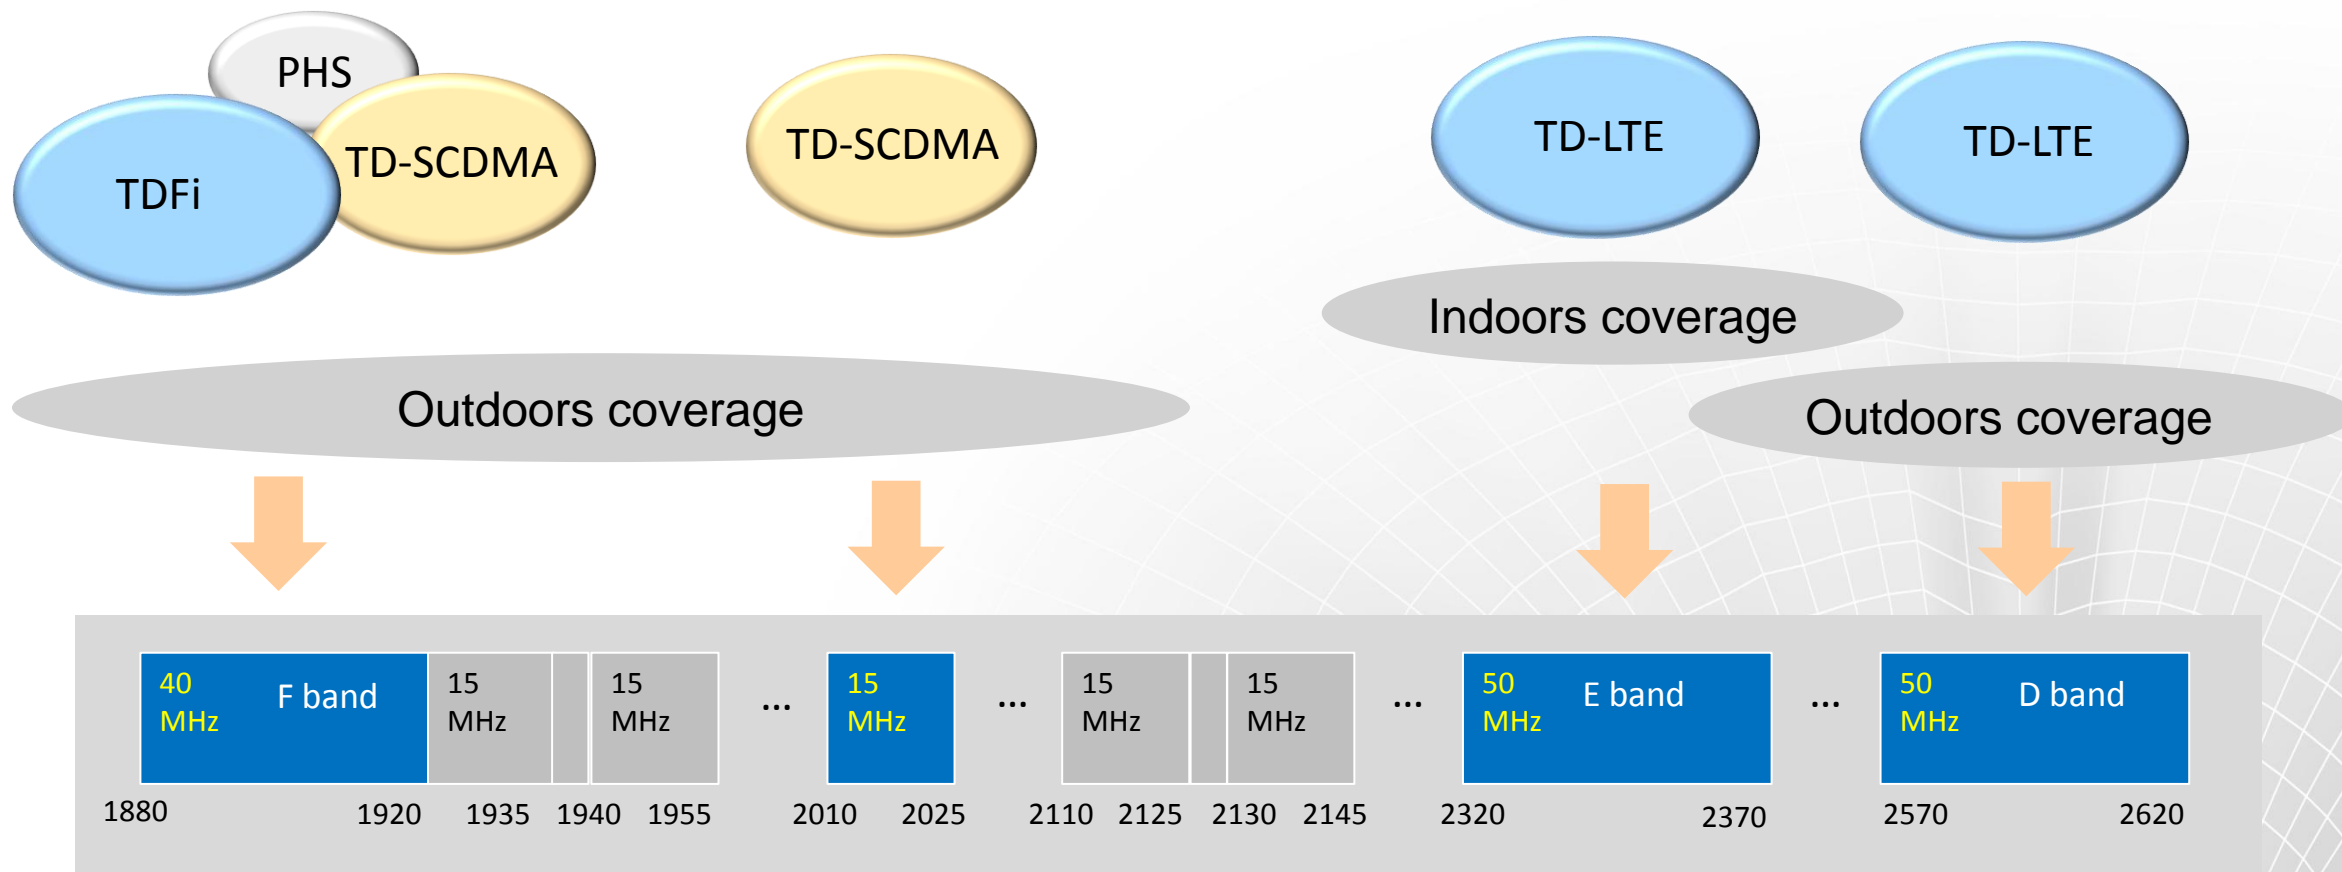 PHS
TDFi
TD-SCDMA
TD-SCDMA
TD-LTE
TD-LTE
Indoors coverage
Outdoors coverage
Outdoors coverage
40
MHz
F band
15
MHz
15
MHz
...
15
MHz
...
15
MHz
15
MHz
...
50
MHz
E band
...
50
MHz
D band
1880
1920
1935
1940
1955
2010
2025
2110
2125
2130
2145
2320
2370
2570
2620